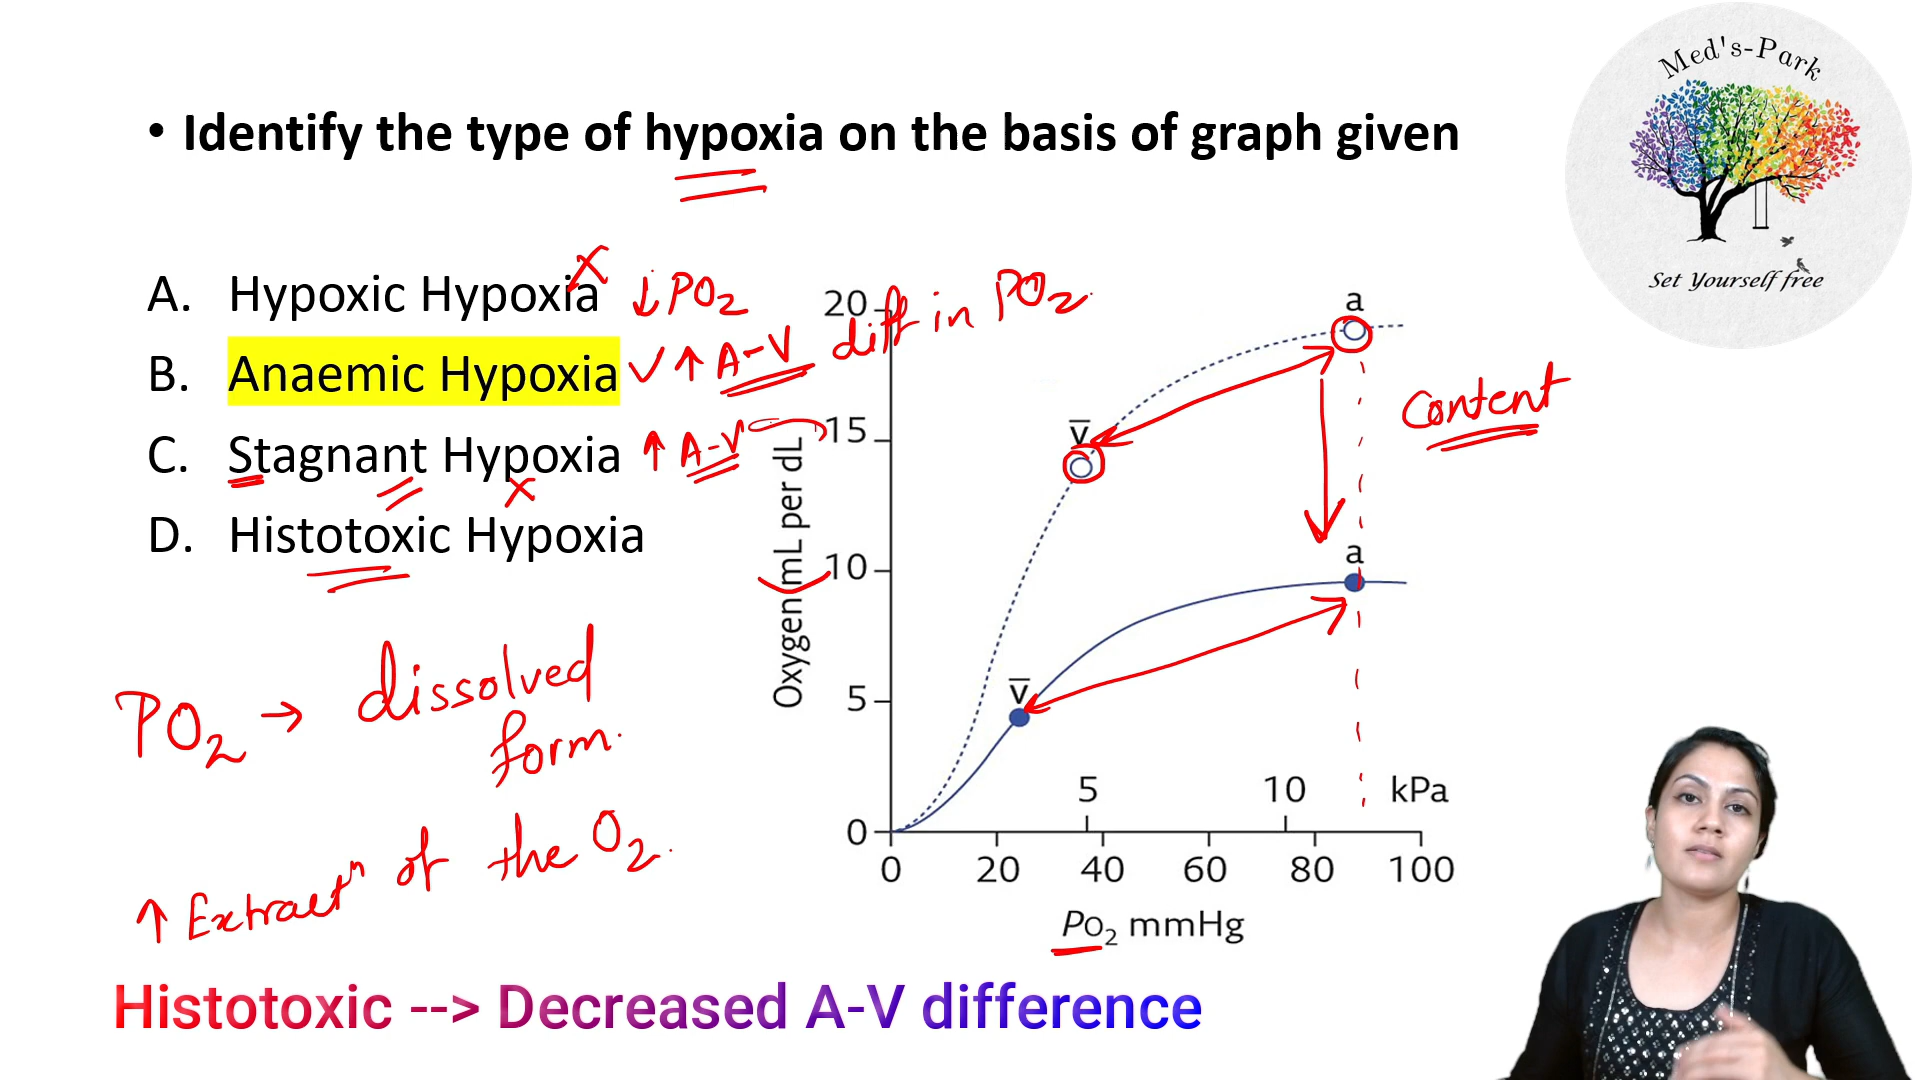 Med's-Park
Set Yourself free
• Identify the type of hypoxia on the basis of graph given
A. Hypoxic Hypoxia ↓ PO2
B. Anaemic Hypoxia ✓ ↑ A-V diff in PO2
C. Stagnant Hypoxia ↑ A-V
D. Histotoxic Hypoxia
PO2 → dissolved
form.
↑ Extractn of the O2.
Oxygen mL per dL
20
15
10
5
0
a
v̅
a
v̅
Content
5 10 kPa
0 20 40 60 80 100
PO2 mmHg
Histotoxic --> Decreased A-V difference